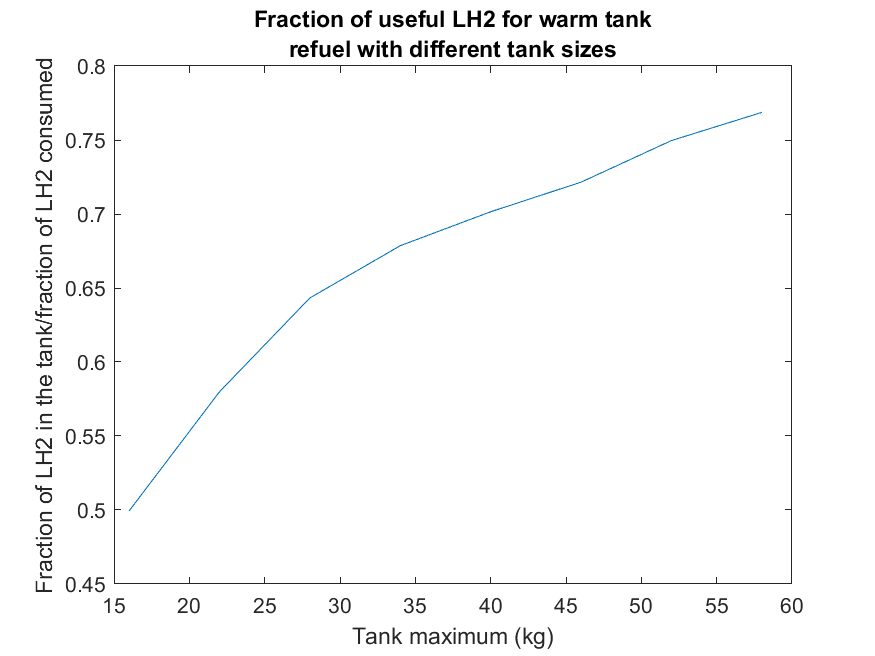 Fraction of useful LH2 for warm tank
refuel with different tank sizes
Fraction of LH2 in the tank/fraction of LH2 consumed
0.8
0.75
0.7
0.65
0.6
0.55
0.5
0.45
15 20 25 30 35 40 45 50 55 60
Tank maximum (kg)